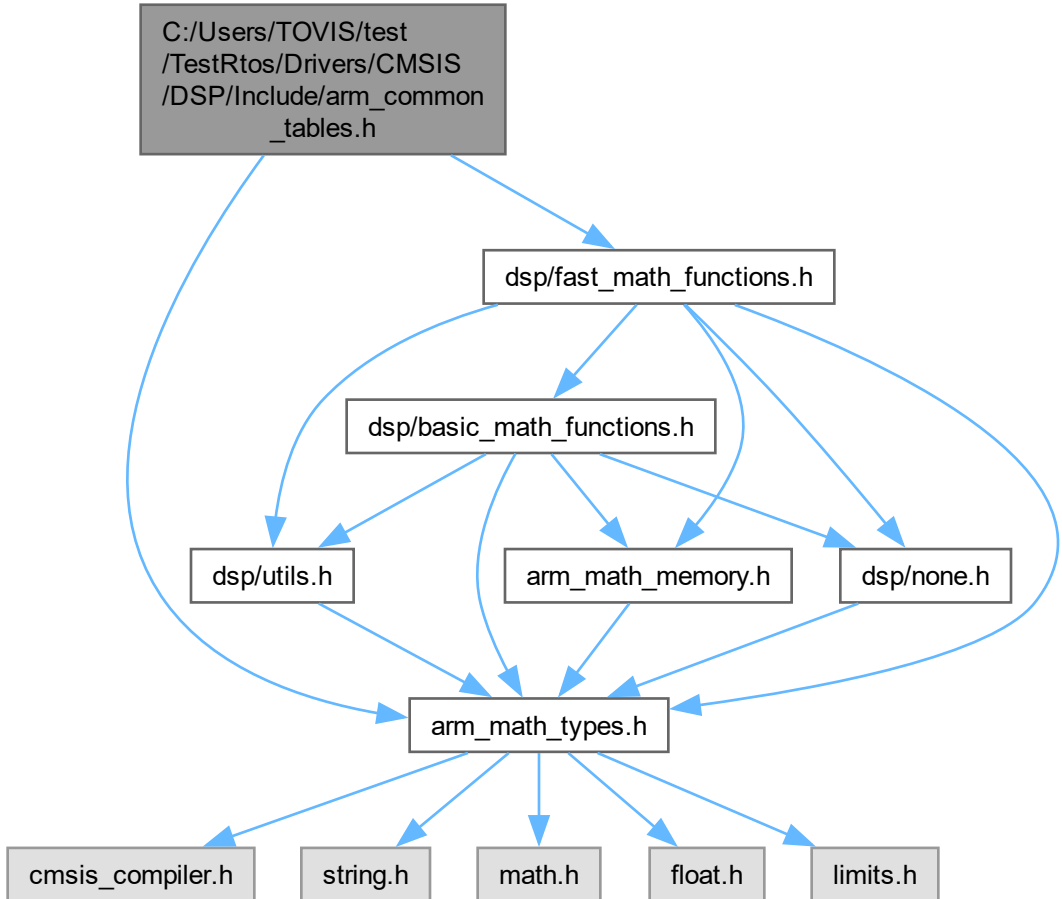 C:/Users/TOVIS/test
/TestRtos/Drivers/CMSIS
/DSP/Include/arm_common
_tables.h
dsp/fast_math_functions.h
dsp/basic_math_functions.h
dsp/utils.h
arm_math_memory.h
dsp/none.h
arm_math_types.h
cmsis_compiler.h
string.h
math.h
float.h
limits.h